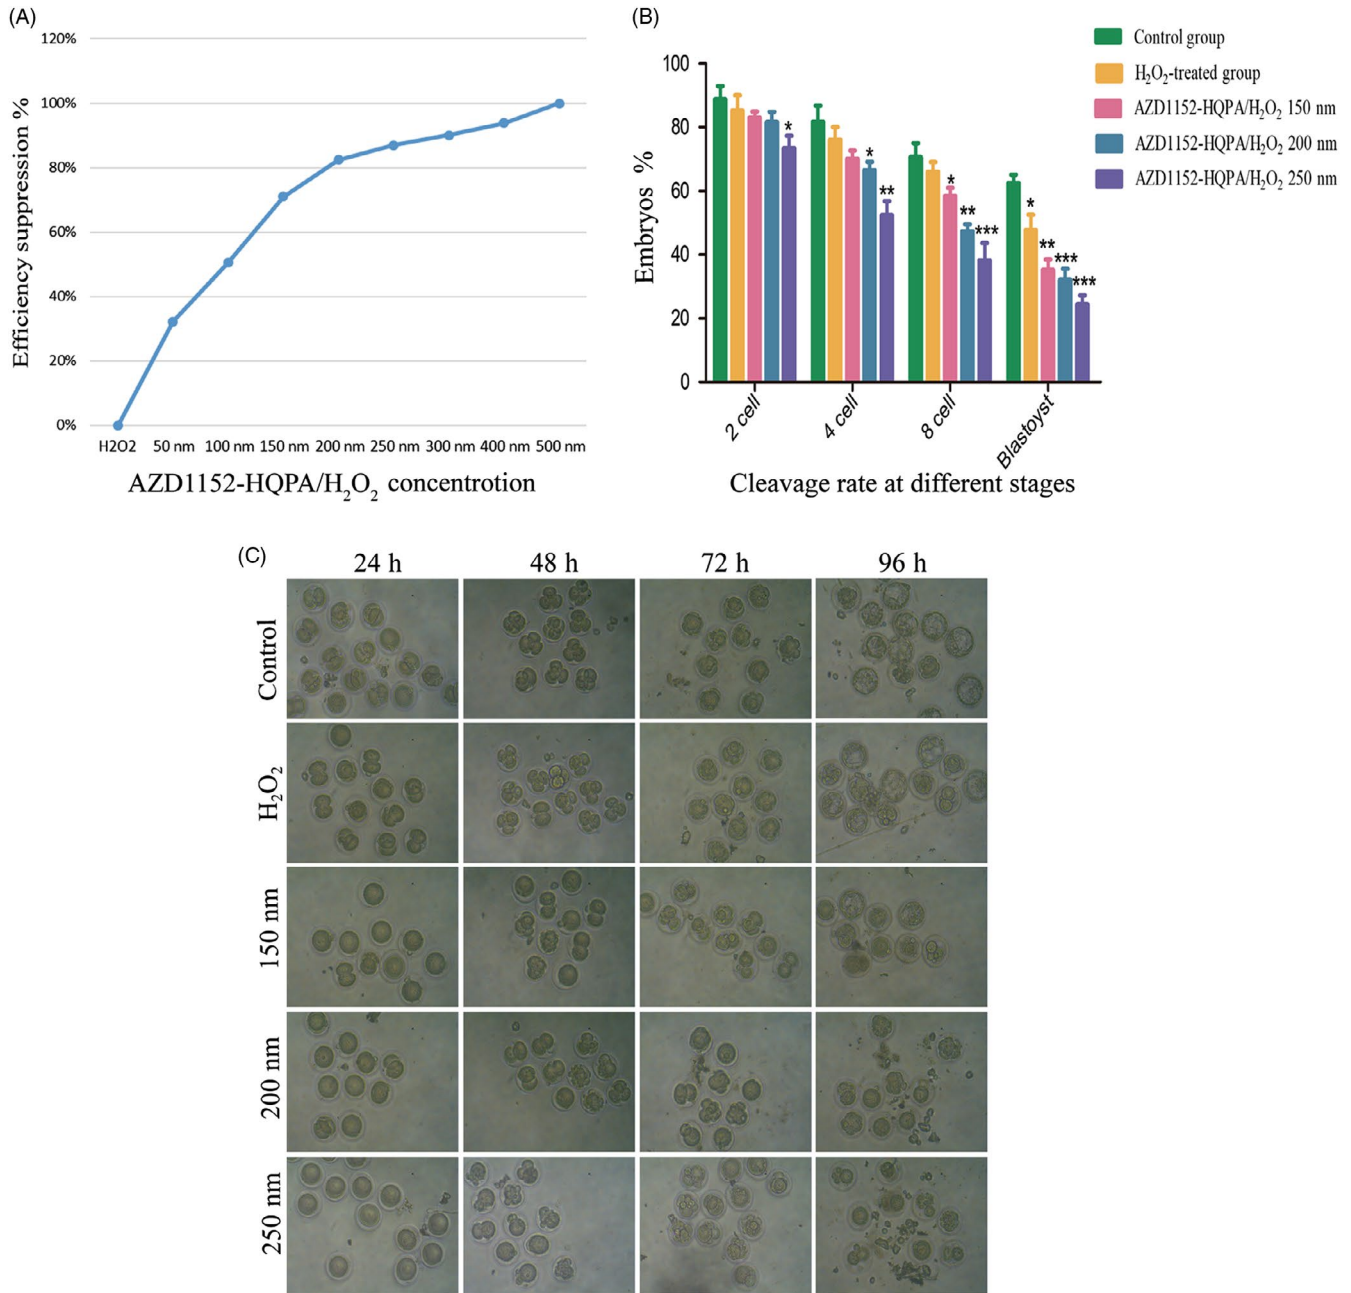 (A)
120%
100%
80%
60%
40%
20%
0%
Efficiency suppression %
H2O2 50 nm 100 nm 150 nm 200 nm 250 nm 300 nm 400 nm 500 nm
AZD1152-HQPA/H₂O₂ concentrotion
(B)
100
80
60
40
20
0
Embryos %
* * ** * ** *** * ** *** ***
2 cell 4 cell 8 cell Blastoyst
Cleavage rate at different stages
Control group
H₂O₂-treated group
AZD1152-HQPA/H₂O₂ 150 nm
AZD1152-HQPA/H₂O₂ 200 nm
AZD1152-HQPA/H₂O₂ 250 nm
(C)
24 h 48 h 72 h 96 h
Control
H₂O₂
150 nm
200 nm
250 nm